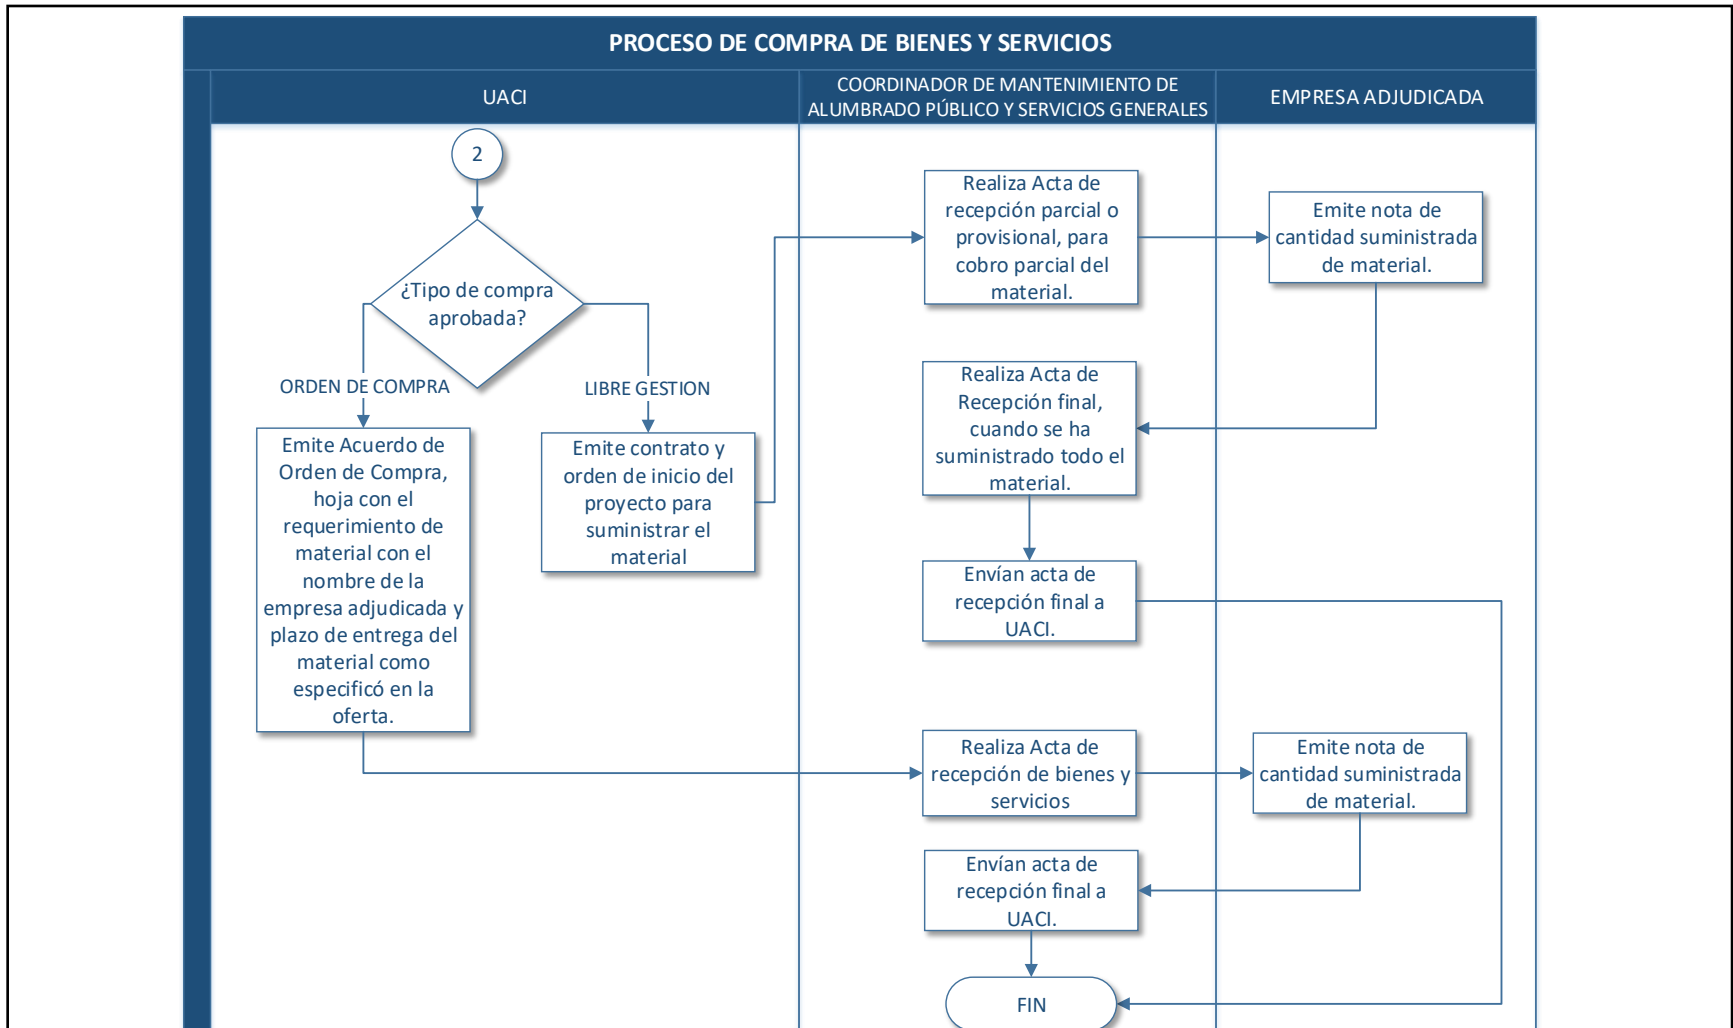 PROCESO DE COMPRA DE BIENES Y SERVICIOS
UACI
COORDINADOR DE MANTENIMIENTO DE
ALUMBRADO PÚBLICO Y SERVICIOS GENERALES
EMPRESA ADJUDICADA
2
¿Tipo de compra
aprobada?
ORDEN DE COMPRA
LIBRE GESTION
Emite Acuerdo de
Orden de Compra,
hoja con el
requerimiento de
material con el
nombre de la
empresa adjudicada y
plazo de entrega del
material como
especificó en la
oferta.
Emite contrato y
orden de inicio del
proyecto para
suministrar el
material
Realiza Acta de
recepción parcial o
provisional, para
cobro parcial del
material.
Emite nota de
cantidad suministrada
de material.
Realiza Acta de
Recepción final,
cuando se ha
suministrado todo el
material.
Envían acta de
recepción final a
UACI.
Realiza Acta de
recepción de bienes y
servicios
Emite nota de
cantidad suministrada
de material.
Envían acta de
recepción final a
UACI.
FIN